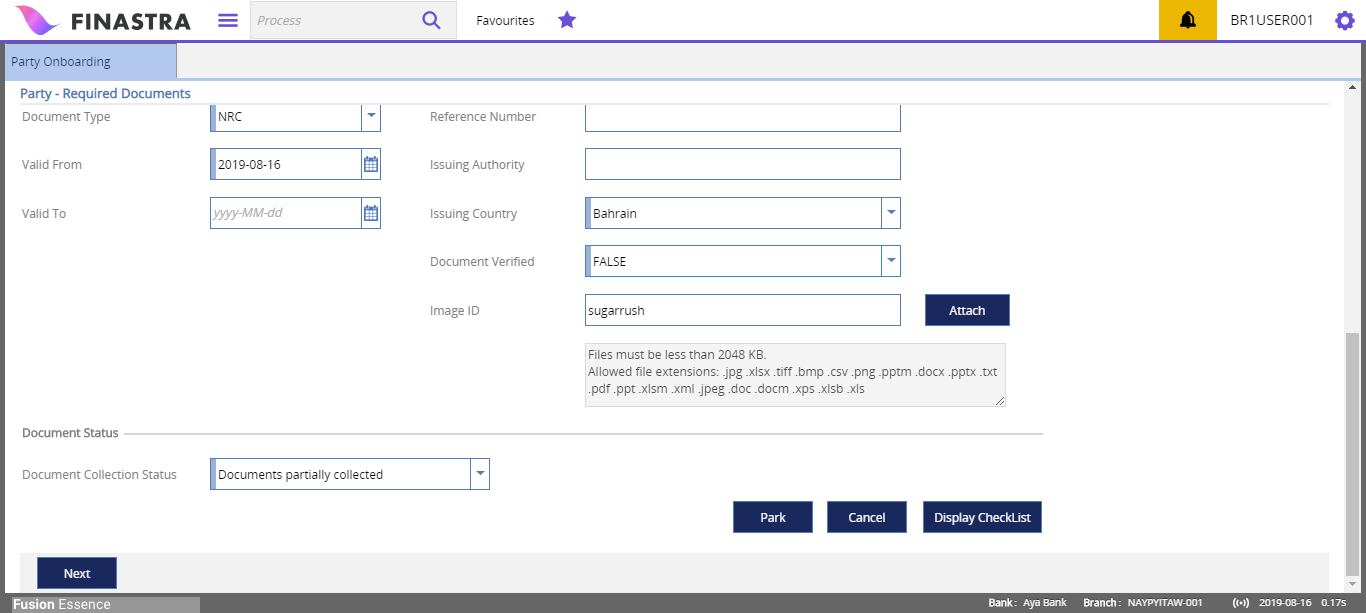 FINASTRA
Process
Favourites
BR1USER001
Party Onboarding
Party - Required Documents
Document Type
NRC
Reference Number
Valid From
2019-08-16
Issuing Authority
Valid To
yyyy-MM-dd
Issuing Country
Bahrain
Document Verified
FALSE
Image ID
sugarrush
Attach
Files must be less than 2048 KB.
Allowed file extensions: .jpg .xlsx .tiff .bmp .csv .png .pptm .docx .pptx .txt
.pdf .ppt .xlsm .xml .jpeg .doc .docm .xps .xlsb .xls
Document Status
Document Collection Status
Documents partially collected
Park
Cancel
Display CheckList
Next
Fusion Essence
Bank : Aya Bank
Branch : NAYPYITAW-001
2019-08-16
0.17s